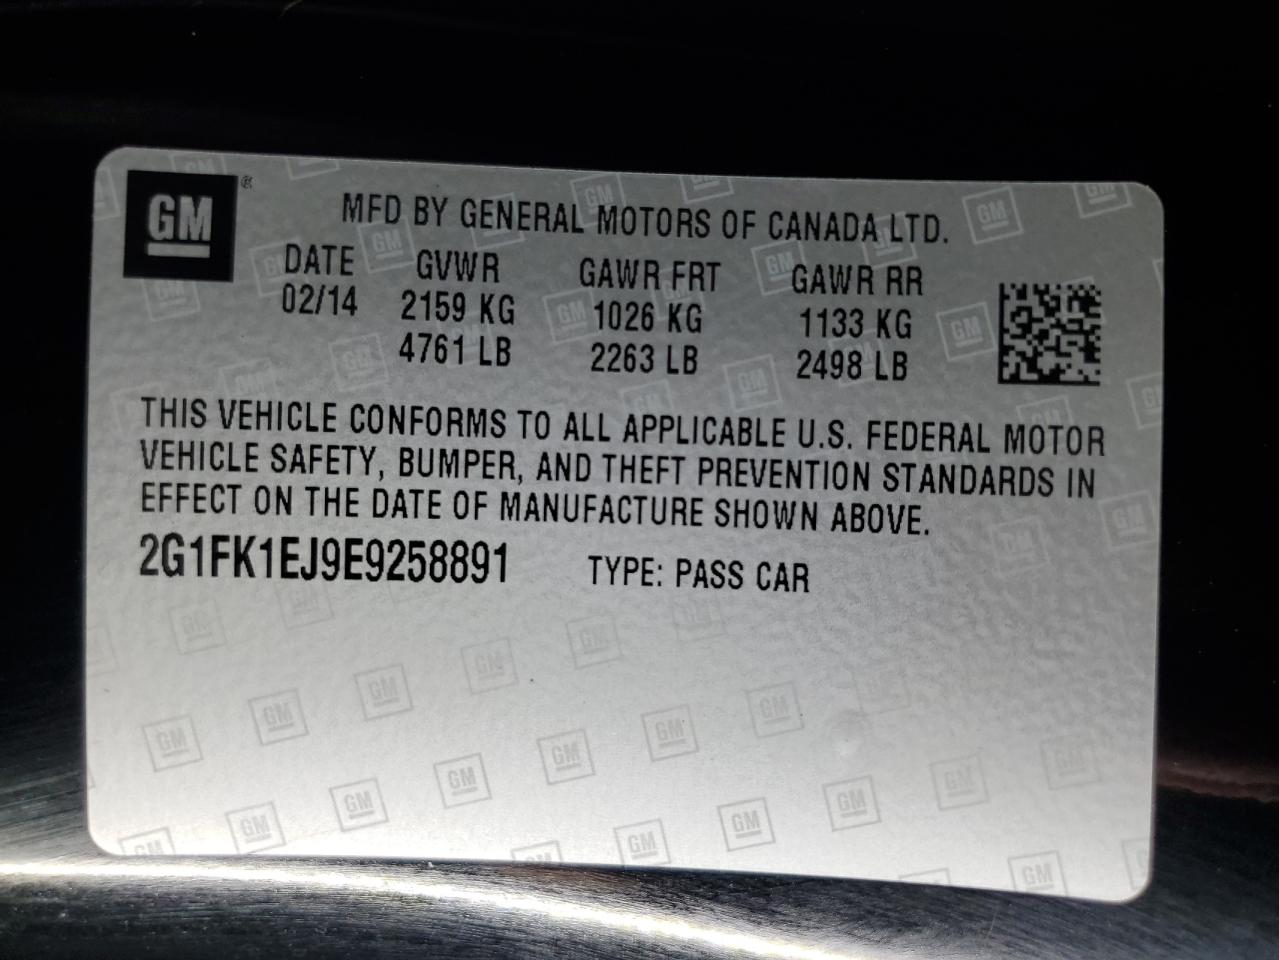 GM
MFD BY GENERAL MOTORS OF CANADA LTD.
DATE GVWR GAWR FRT GAWR RR
02/14 2159 KG 1026 KG 1133 KG
4761 LB 2263 LB 2498 LB
THIS VEHICLE CONFORMS TO ALL APPLICABLE U.S. FEDERAL MOTOR
VEHICLE SAFETY, BUMPER, AND THEFT PREVENTION STANDARDS IN
EFFECT ON THE DATE OF MANUFACTURE SHOWN ABOVE.
2G1FK1EJ9E9258891 TYPE: PASS CAR